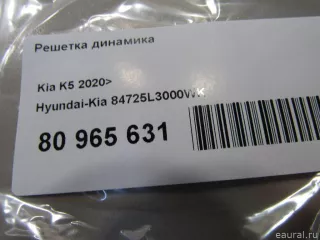 Решетка динамика
Kia K5 2020>
Hyundai-Kia 84725L3000WK
80 965 631
eaural.ru